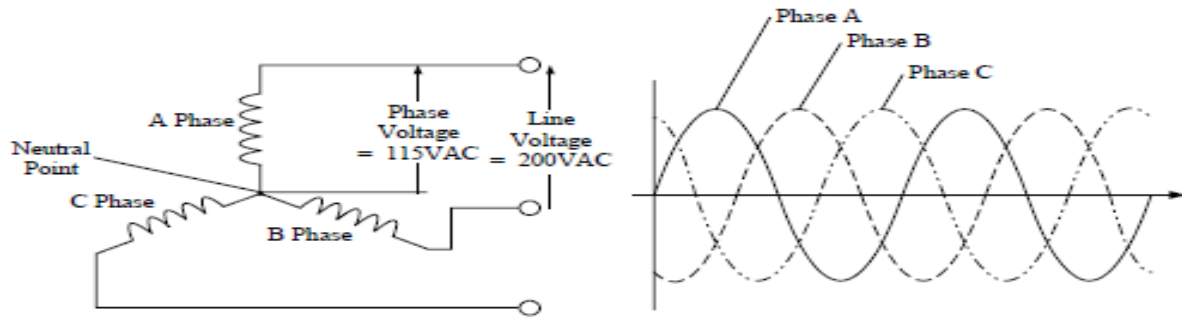 A Phase
Neutral
Point
C Phase
B Phase
Phase
Voltage
= 115VAC
Line
Voltage
= 200VAC
Phase A
Phase B
Phase C